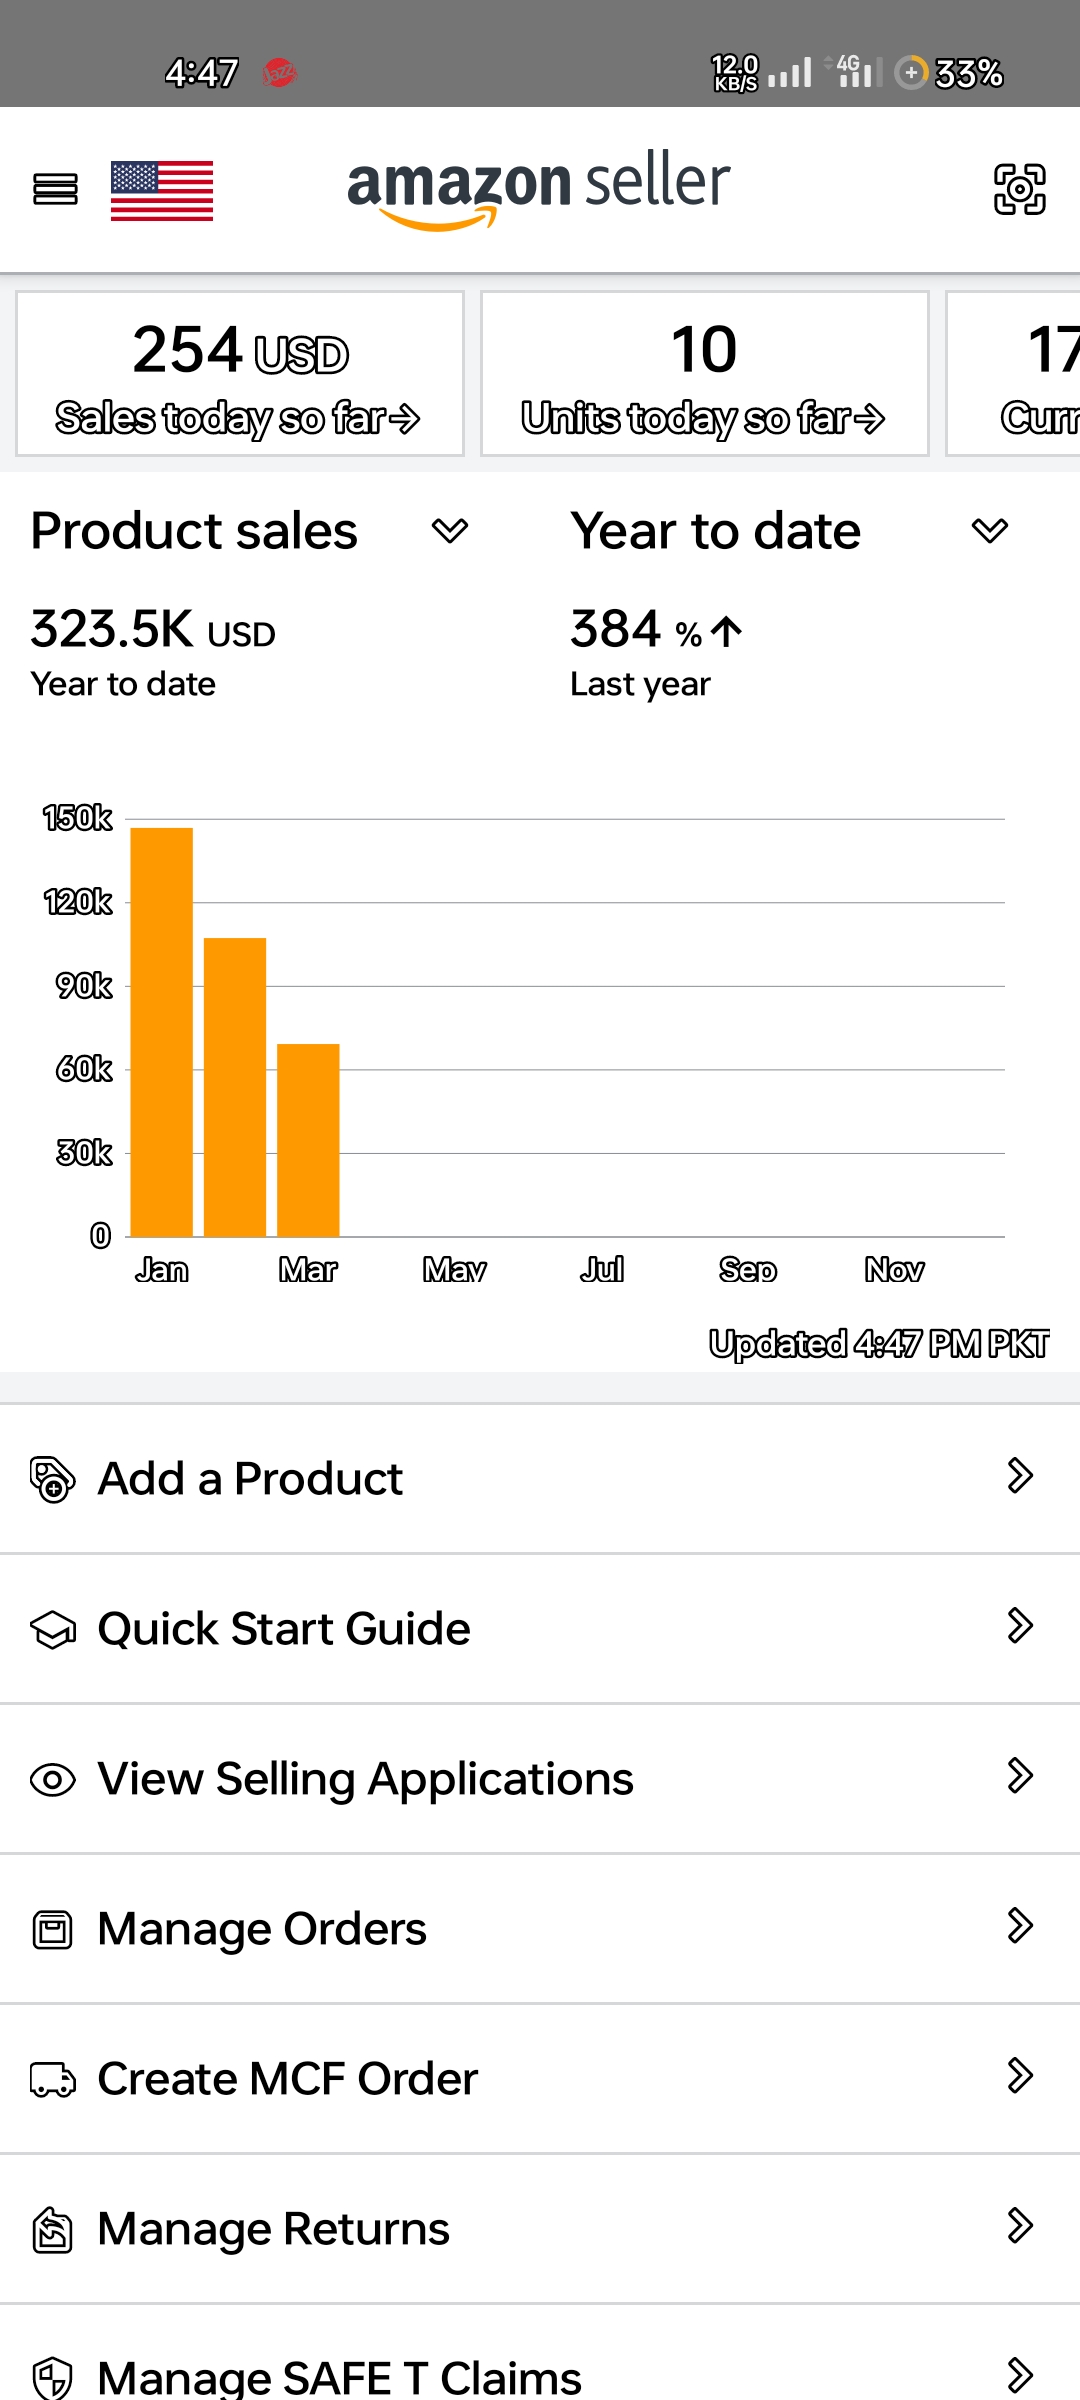 4:47 Jazz 12.0 KB/S 4G 33%
amazon seller
254 USD
Sales today so far
10
Units today so far
17
Curr
Product sales
Year to date
323.5K USD
Year to date
384 %
Last year
150k
120k
90k
60k
30k
0
Jan Mar May Jul Sep Nov
Updated 4:47 PM PKT
Add a Product
Quick Start Guide
View Selling Applications
Manage Orders
Create MCF Order
Manage Returns
Manage SAFE T Claims